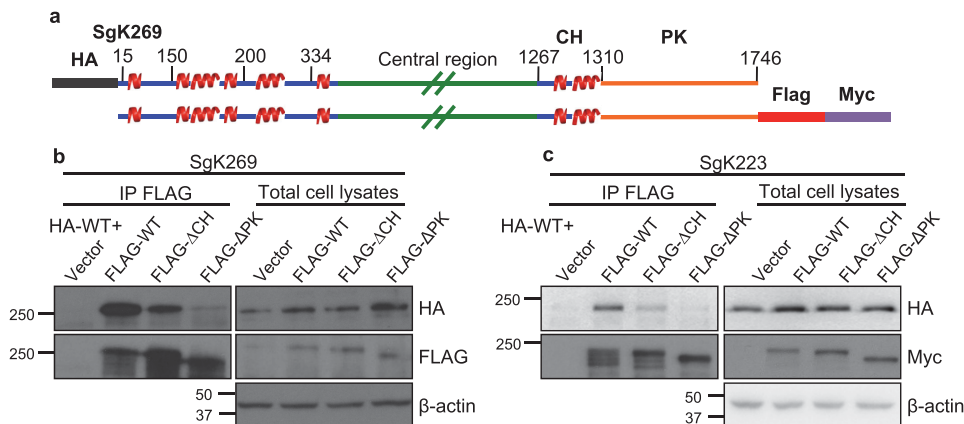 a
SgK269
HA 15 150 200 334 Central region 1267 CH 1310 PK 1746
Flag Myc
b
SgK269
IP FLAG Total cell lysates
HA-WT+
Vector FLAG-WT FLAG-ΔCH FLAG-ΔPK Vector FLAG-WT FLAG-ΔCH FLAG-ΔPK
250 HA
250 FLAG
50
37 β-actin
c
SgK223
IP FLAG Total cell lysates
HA-WT+
Vector FLAG-WT FLAG-ΔCH FLAG-ΔPK Vector FLAG-WT FLAG-ΔCH FLAG-ΔPK
250 HA
250 Myc
50
37 β-actin